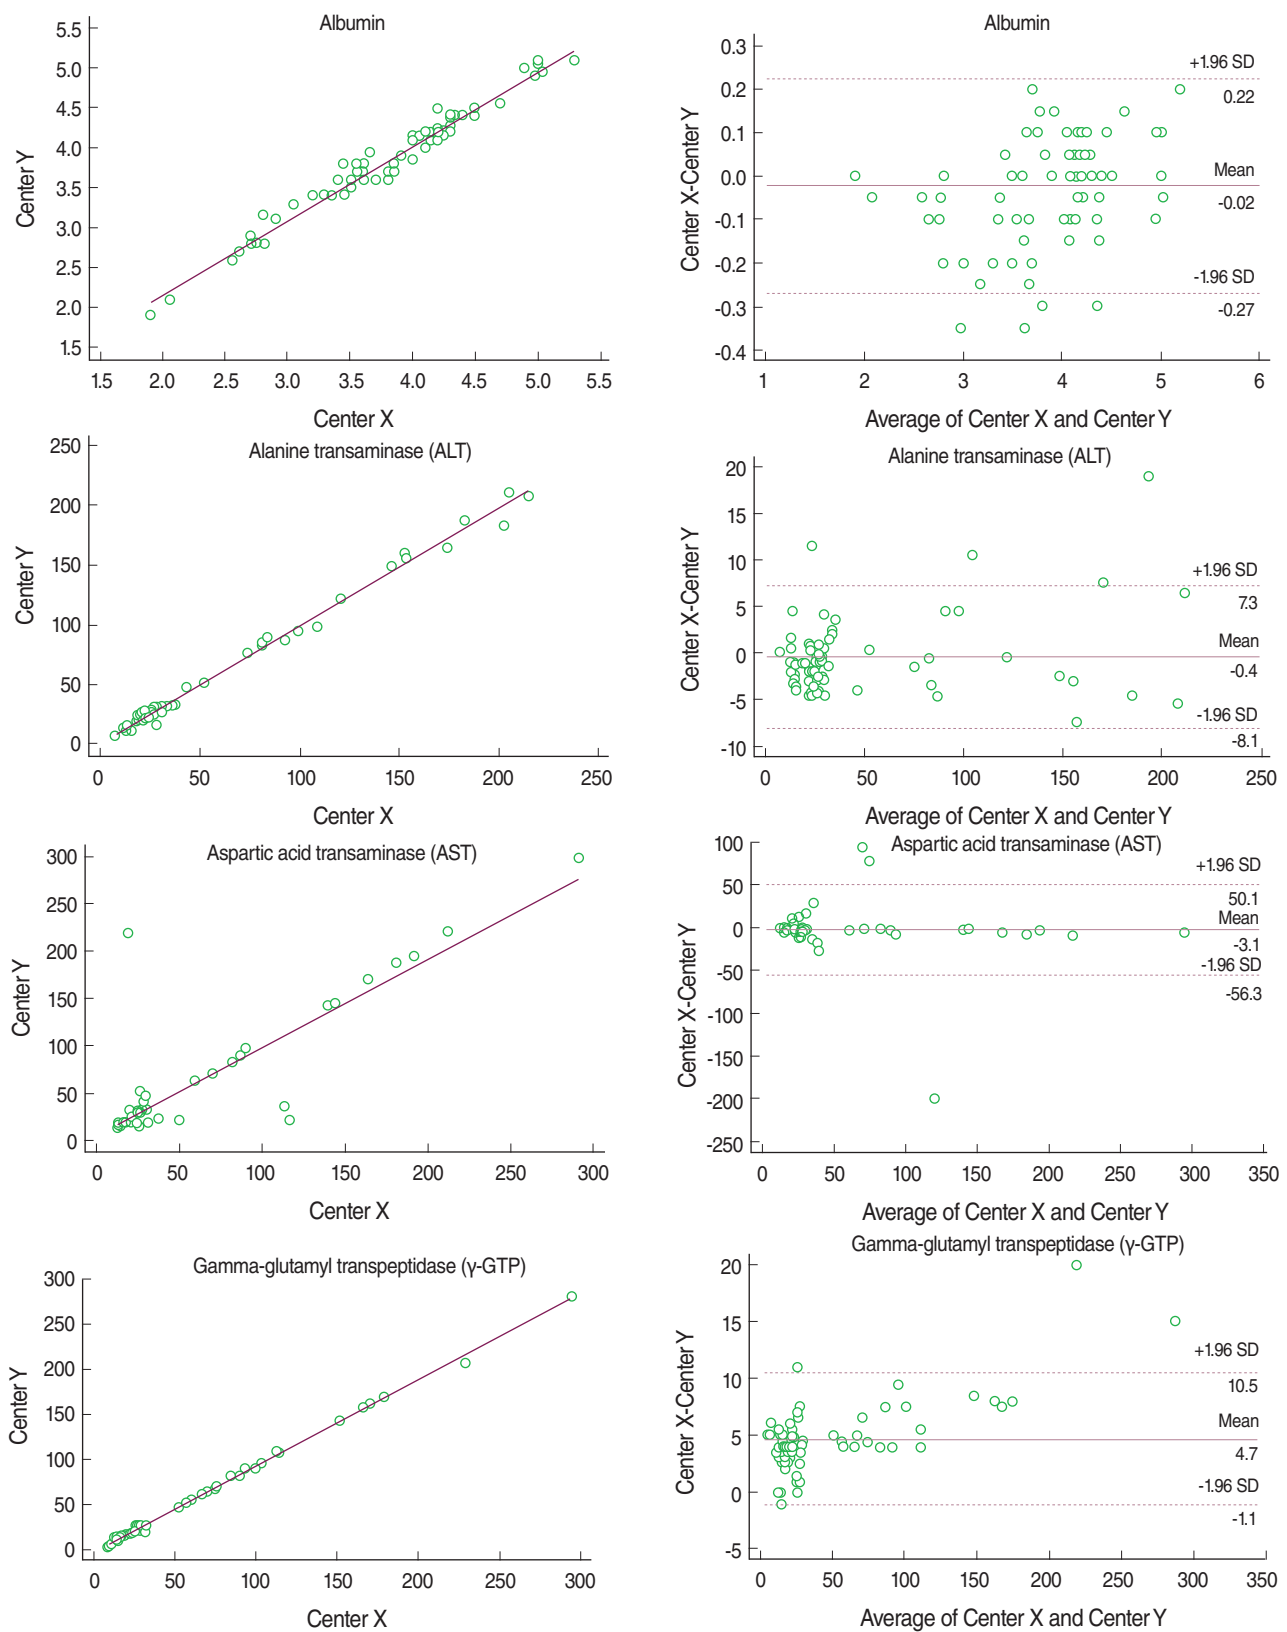 Albumin
5.5
5.0
4.5
4.0
3.5
3.0
2.5
2.0
1.5
Center Y
1.5 2.0 2.5 3.0 3.5 4.0 4.5 5.0 5.5
Center X
Albumin
0.3
0.2
0.1
0.0
-0.1
-0.2
-0.3
-0.4
Center X-Center Y
+1.96 SD
0.22
Mean
-0.02
-1.96 SD
-0.27
1 2 3 4 5 6
Average of Center X and Center Y
Alanine transaminase (ALT)
250
200
150
100
50
0
Center Y
0 50 100 150 200 250
Center X
Alanine transaminase (ALT)
20
15
10
5
0
-5
-10
Center X-Center Y
+1.96 SD
7.3
Mean
-0.4
-1.96 SD
-8.1
0 50 100 150 200 250
Average of Center X and Center Y
Aspartic acid transaminase (AST)
300
250
200
150
100
50
0
Center Y
0 50 100 150 200 250 300
Center X
Aspartic acid transaminase (AST)
100
50
0
-50
-100
-150
-200
-250
Center X-Center Y
+1.96 SD
50.1
Mean
-3.1
-1.96 SD
-56.3
0 50 100 150 200 250 300 350
Average of Center X and Center Y
Gamma-glutamyl transpeptidase (γ-GTP)
300
250
200
150
100
50
0
Center Y
0 50 100 150 200 250 300
Center X
Gamma-glutamyl transpeptidase (γ-GTP)
20
15
10
5
0
-5
Center X-Center Y
+1.96 SD
10.5
Mean
4.7
-1.96 SD
-1.1
0 50 100 150 200 250 300 350
Average of Center X and Center Y